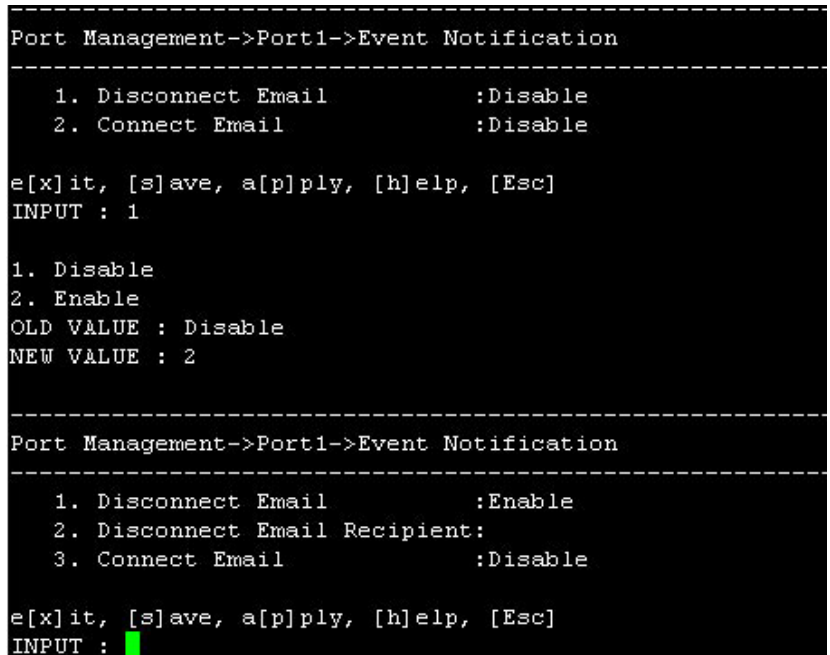 Port Management->Port1->Event Notification
1. Disconnect Email :Disable
2. Connect Email :Disable
e[x]it, [s]ave, a[p]ply, [h]elp, [Esc]
INPUT : 1
1. Disable
2. Enable
OLD VALUE : Disable
NEW VALUE : 2
Port Management->Port1->Event Notification
1. Disconnect Email :Enable
2. Disconnect Email Recipient:
3. Connect Email :Disable
e[x]it, [s]ave, a[p]ply, [h]elp, [Esc]
INPUT :